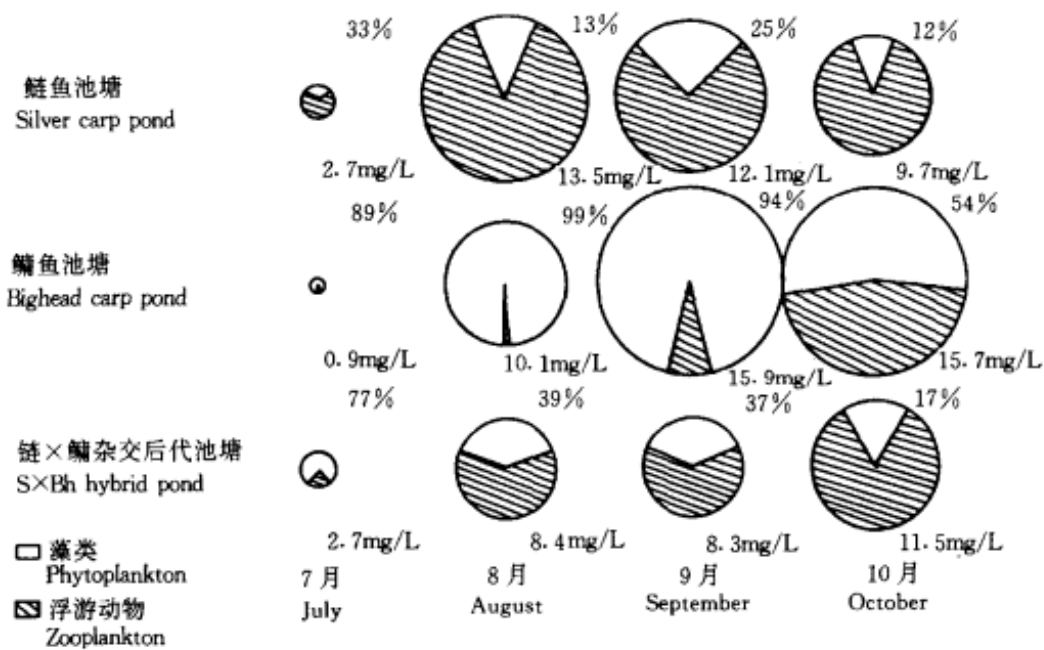 33%
13%
25%
12%
鲢鱼池塘
Silver carp pond
2.7mg/L
13.5mg/L
12.1mg/L
9.7mg/L
89%
99%
94%
54%
鳙鱼池塘
Bighead carp pond
0.9mg/L
10.1mg/L
15.9mg/L
15.7mg/L
77%
39%
37%
17%
链×鳙杂交后代池塘
S×Bh hybrid pond
2.7mg/L
8.4mg/L
8.3mg/L
11.5mg/L
藻类
Phytoplankton
浮游动物
Zooplankton
7月
8月
9月
10月
July
August
September
October